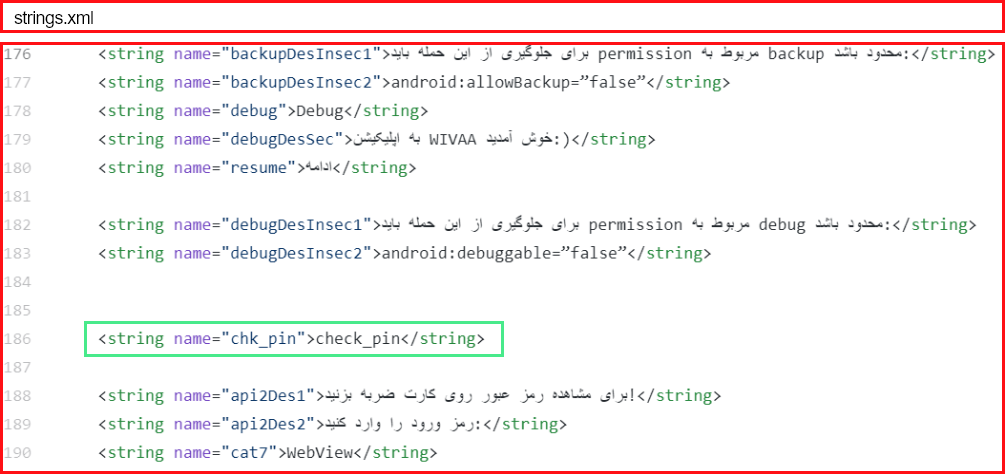 strings.xml
176 <string name="backupDesInsec1">برای جلوگیری از این حمله باید permission مربوط به backup محدود باشد:</string>
177 <string name="backupDesInsec2">android:allowBackup=”false”</string>
178 <string name="debug">Debug</string>
179 <string name="debugDesSec">به اپلیکیشن WIVAA خوش آمدید:)</string>
180 <string name="resume">ادامه</string>
181
182 <string name="debugDesInsec1">برای جلوگیری از این حمله باید permission مربوط به debug محدود باشد:</string>
183 <string name="debugDesInsec2">android:debuggable=”false”</string>
184
185
186 <string name="chk_pin">check_pin</string>
187
188 <string name="api2Des1">برای مشاهده رمز عبور روی کارت ضربه بزنید!</string>
189 <string name="api2Des2">رمز ورود را وارد کنید:</string>
190 <string name="cat7">WebView</string>